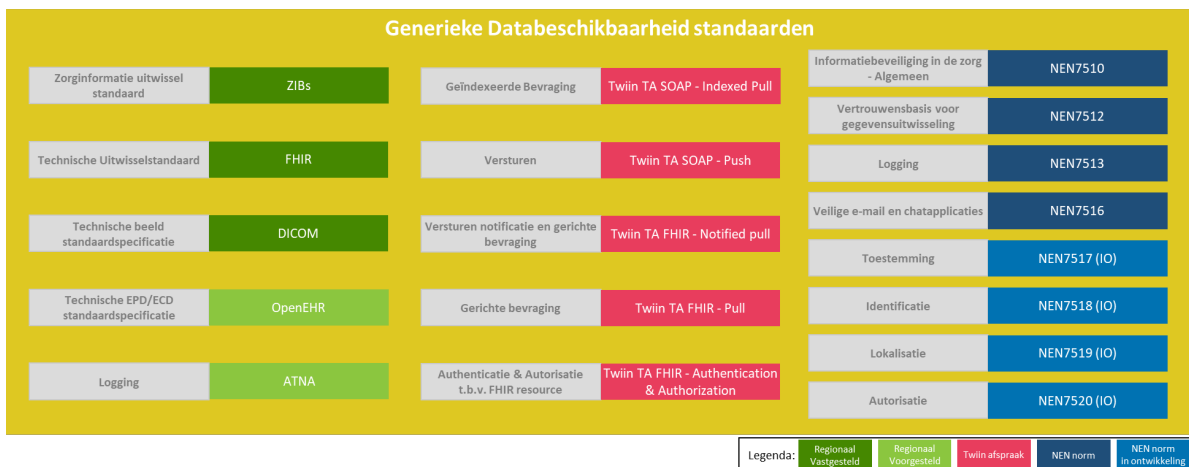 Generieke Databeschikbaarheid standaarden
Zorginformatie uitwissel
standaard
ZIBs
Technische Uitwisselstandaard
FHIR
Technische beeld
standaardspecificatie
DICOM
Technische EPD/ECD
standaardspecificatie
OpenEHR
Logging
ATNA
Geïndexeerde Bevraging
Twiin TA SOAP - Indexed Pull
Versturen
Twiin TA SOAP - Push
Versturen notificatie en gerichte
bevraging
Twiin TA FHIR - Notified pull
Gerichte bevraging
Twiin TA FHIR - Pull
Authenticatie & Autorisatie
t.b.v. FHIR resource
Twiin TA FHIR - Authentication
& Authorization
Informatiebeveiliging in de zorg
- Algemeen
NEN7510
Vertrouwensbasis voor
gegevensuitwisseling
NEN7512
Logging
NEN7513
Veilige e-mail en chatapplicaties
NEN7516
Toestemming
NEN7517 (IO)
Identificatie
NEN7518 (IO)
Lokalisatie
NEN7519 (IO)
Autorisatie
NEN7520 (IO)
Legenda:
Regionaal
Vastgesteld
Regionaal
Voorgesteld
Twiin afspraak
NEN norm
NEN norm
in ontwikkeling